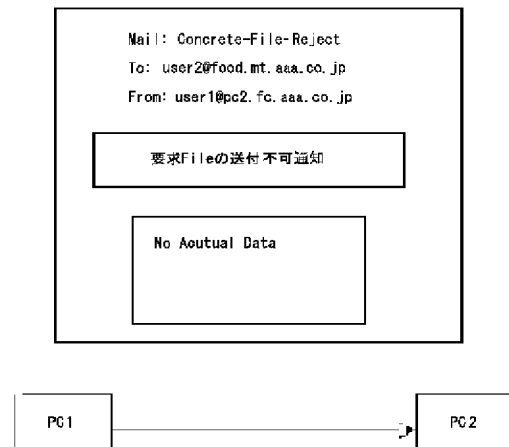 Mail: Concrete-File-Reject
To: user2@food.mt.aaa.co.jp
From: user1@pc2.fc.aaa.co.jp
要求Fileの送付不可通知
No Aoutual Data
PC1
PC2